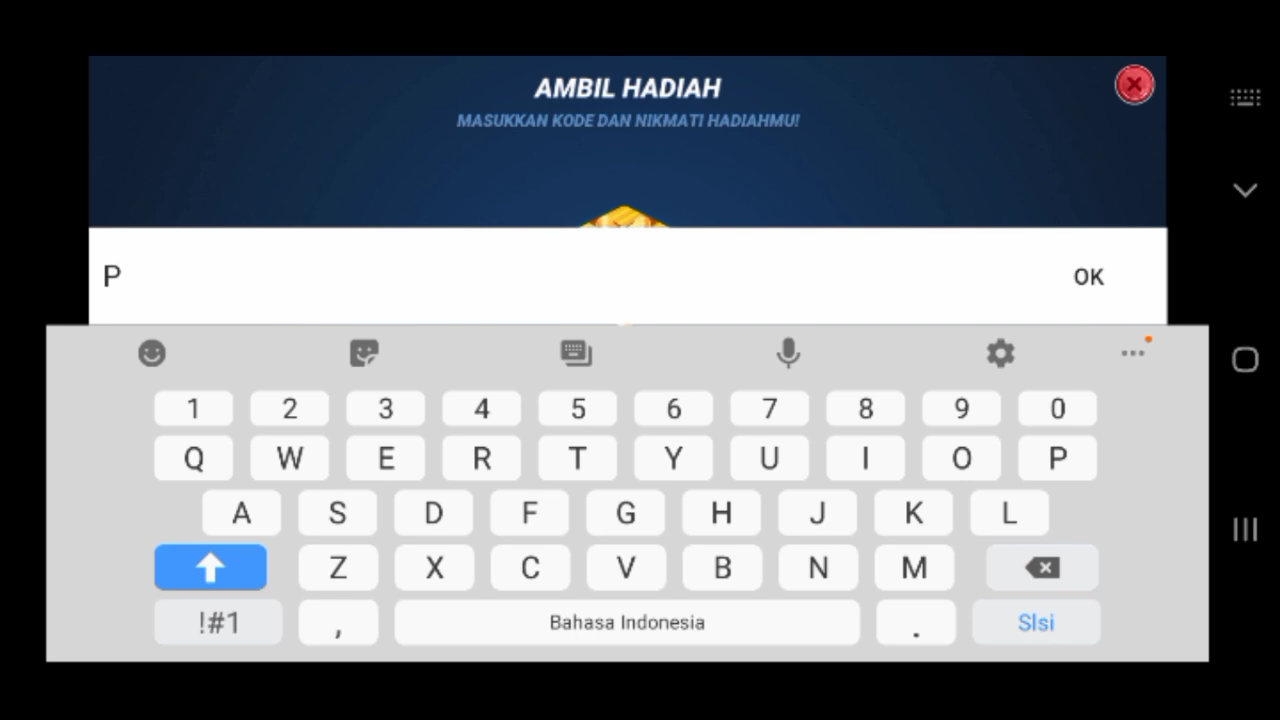 AMBIL HADIAH
MASUKKAN KODE DAN NIKMATI HADIAHMU!
P
OK
1 2 3 4 5 6 7 8 9 0
Q W E R T Y U I O P
A S D F G H J K L
Z X C V B N M
!#1 , Bahasa Indonesia . Slsi